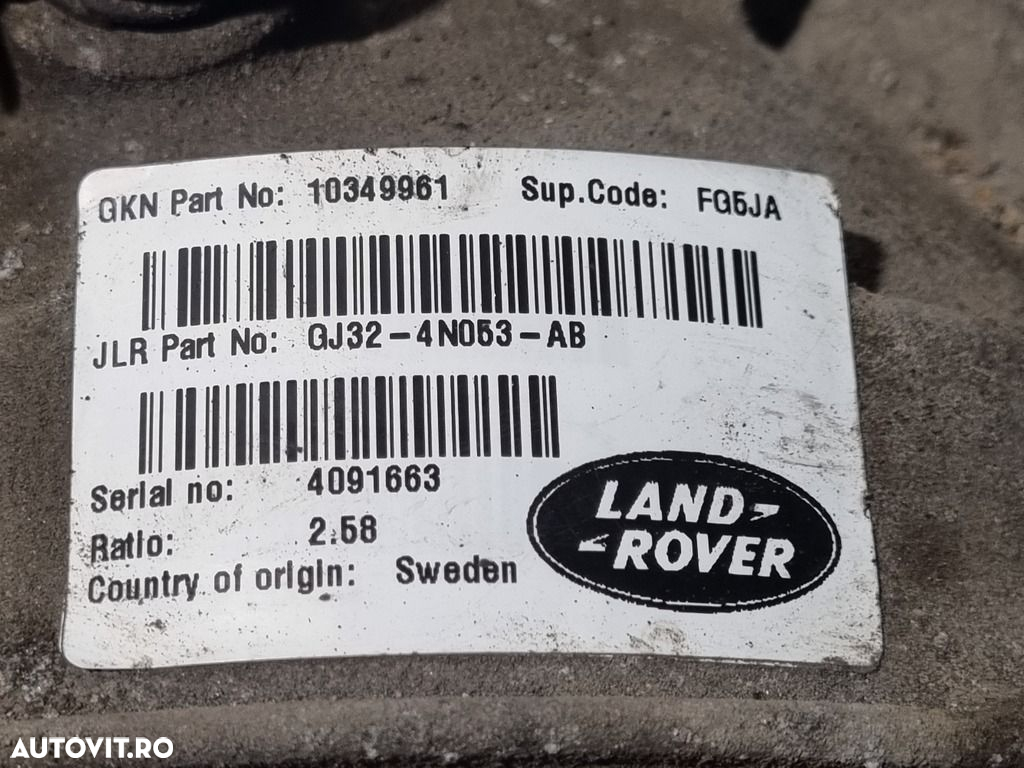 GKN Part No: 10349961 Sup.Code: FG5JA
JLR Part No: GJ32-4N053-AB
Serial no: 4091663
Ratio: 2.58
Country of origin: Sweden
LAND-
-ROVER
AUTOVIT.RO